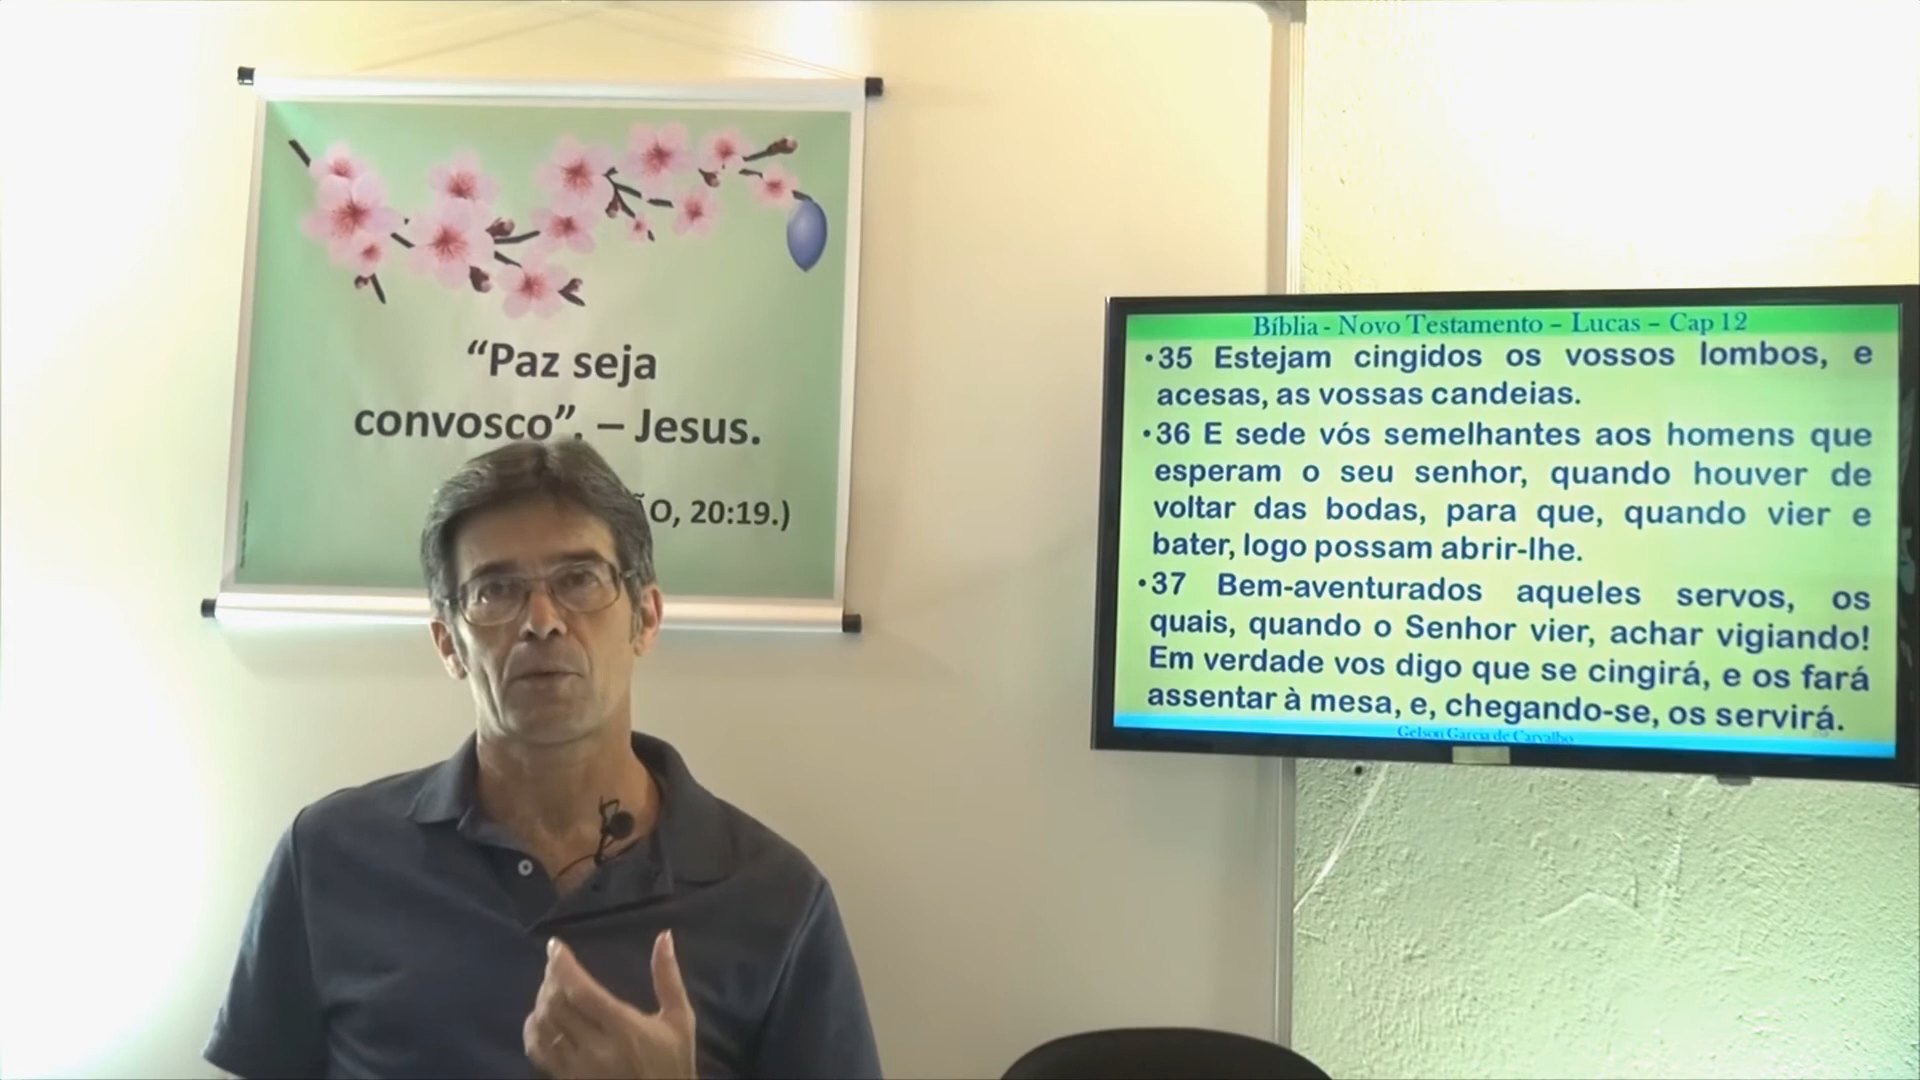 “Paz seja
convosco”. – Jesus.
ÃO, 20:19.)
Bíblia - Novo Testamento – Lucas – Cap 12
•35 Estejam cingidos os vossos lombos, e
acesas, as vossas candeias.
•36 E sede vós semelhantes aos homens que
esperam o seu senhor, quando houver de
voltar das bodas, para que, quando vier e
bater, logo possam abrir-lhe.
•37 Bem-aventurados aqueles servos, os
quais, quando o Senhor vier, achar vigiando!
Em verdade vos digo que se cingirá, e os fará
assentar à mesa, e, chegando-se, os servirá.
Gelson Garcia de Carvalho